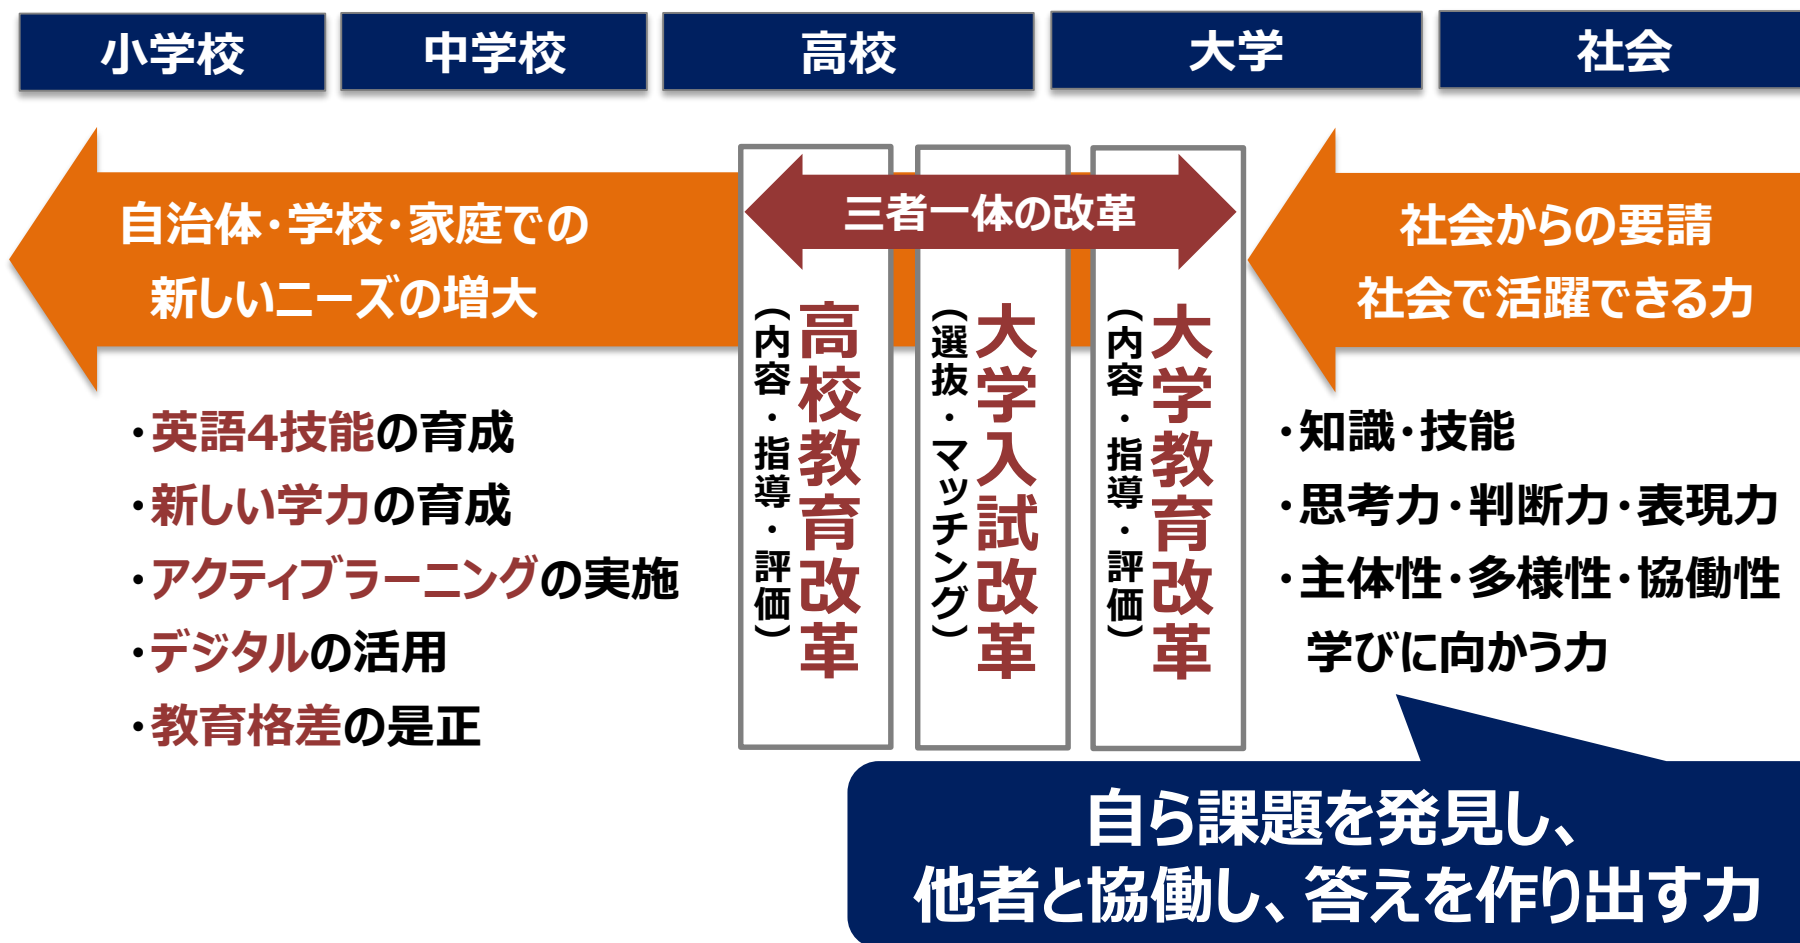 小学校
中学校
高校
大学
社会
自治体・学校・家庭での
新しいニーズの増大
三者一体の改革
社会からの要請
社会で活躍できる力
高校教育改革
（内容・指導・評価）
大学入試改革
（選抜・マッチング）
大学教育改革
（内容・指導・評価）
・英語4技能の育成
・新しい学力の育成
・アクティブラーニングの実施
・デジタルの活用
・教育格差の是正
・知識・技能
・思考力・判断力・表現力
・主体性・多様性・協働性
学びに向かう力
自ら課題を発見し、
他者と協働し、答えを作り出す力